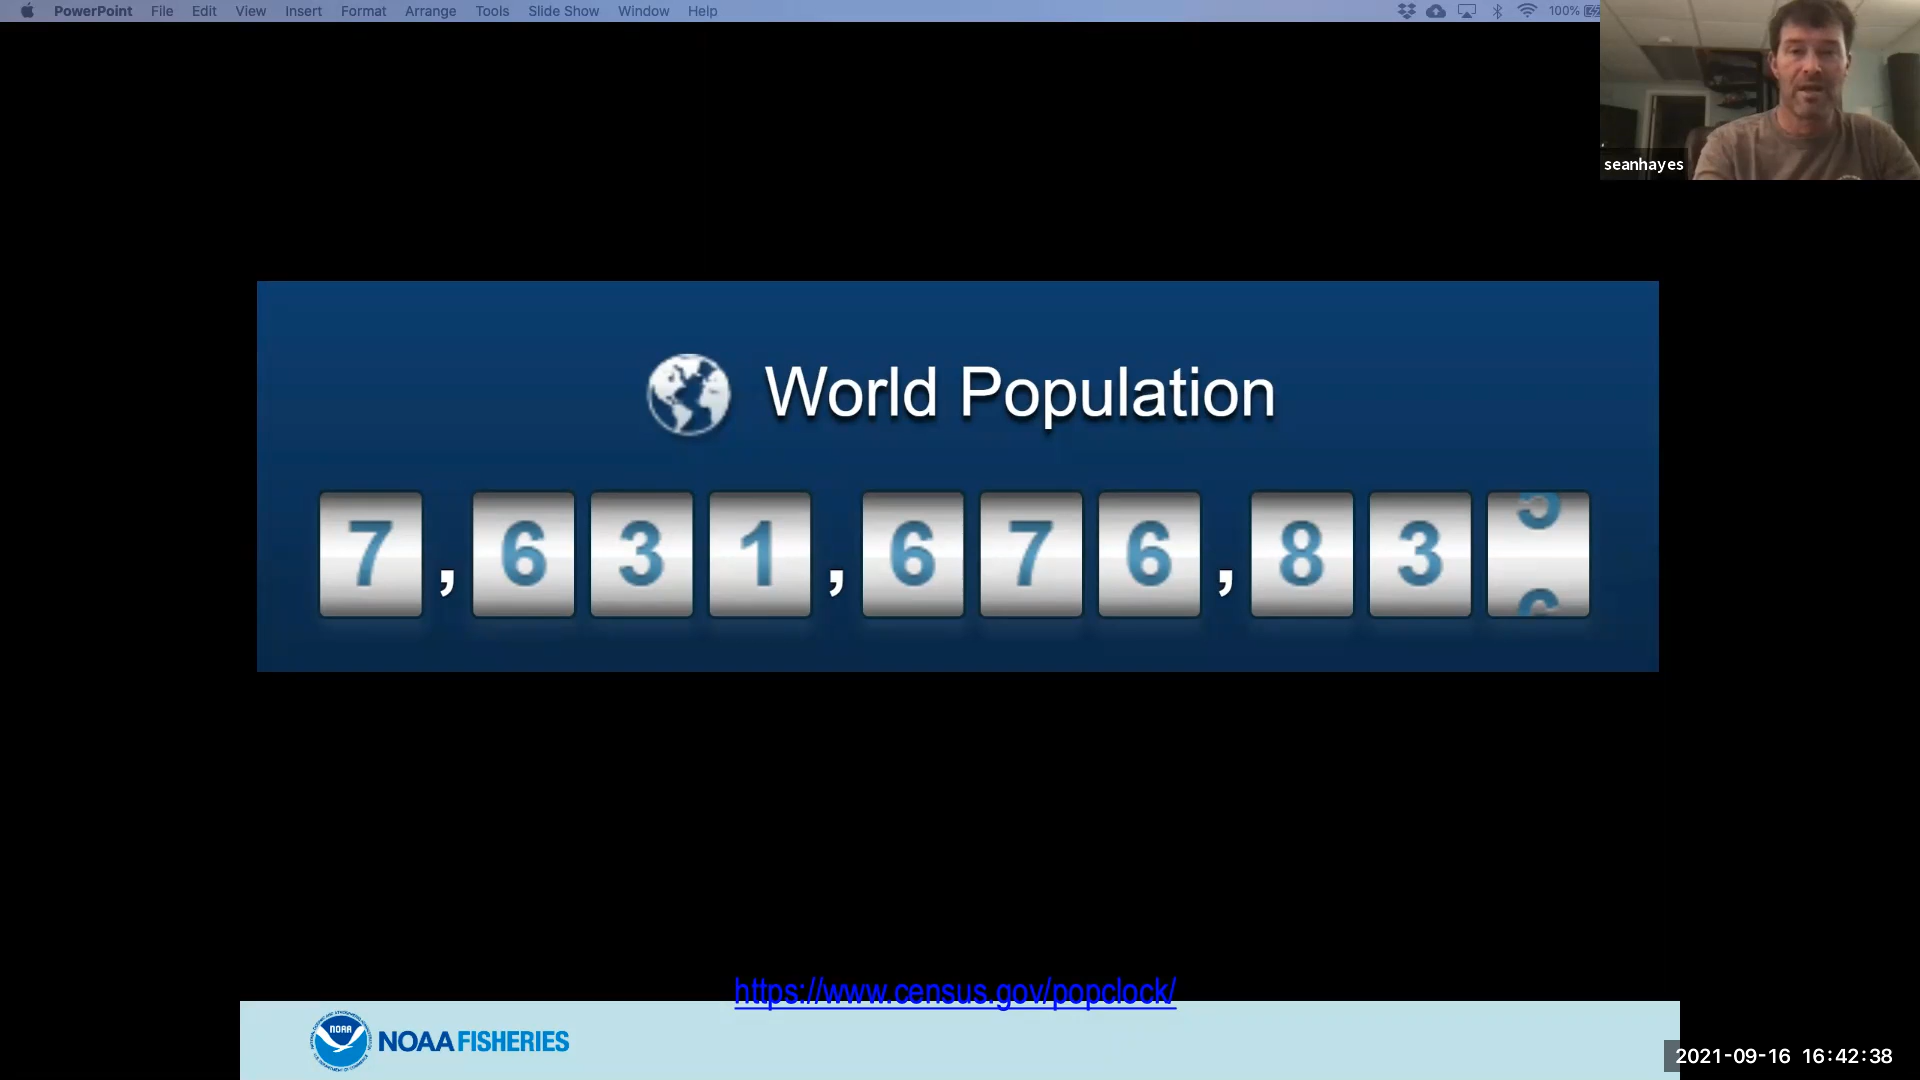 PowerPoint File Edit View Insert Format Arrange Tools Slide Show Window Help 100%
seanhayes
World Population
7,631,676,83
https://www.census.gov/popclock/
NOAA
NOAA FISHERIES
2021-09-16 16:42:38